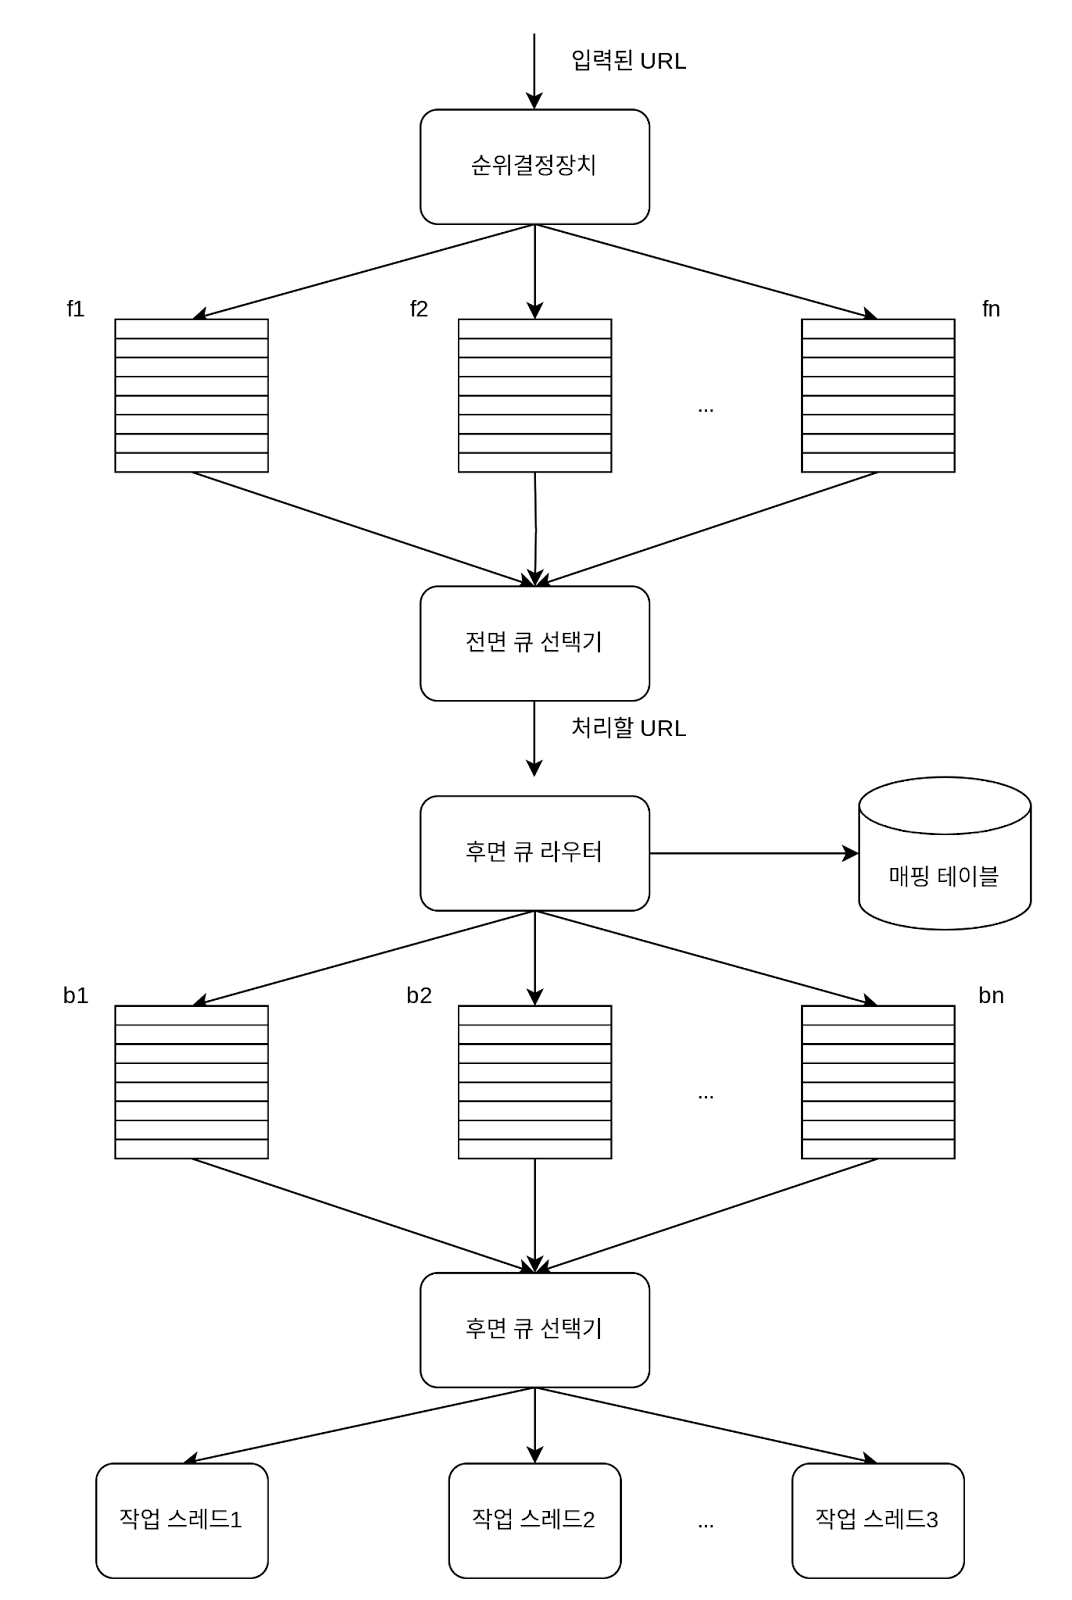 입력된 URL
순위결정장치
f1
f2
fn
...
전면 큐 선택기
처리할 URL
후면 큐 라우터
매핑 테이블
b1
b2
bn
...
후면 큐 선택기
작업 스레드1
작업 스레드2
...
작업 스레드3